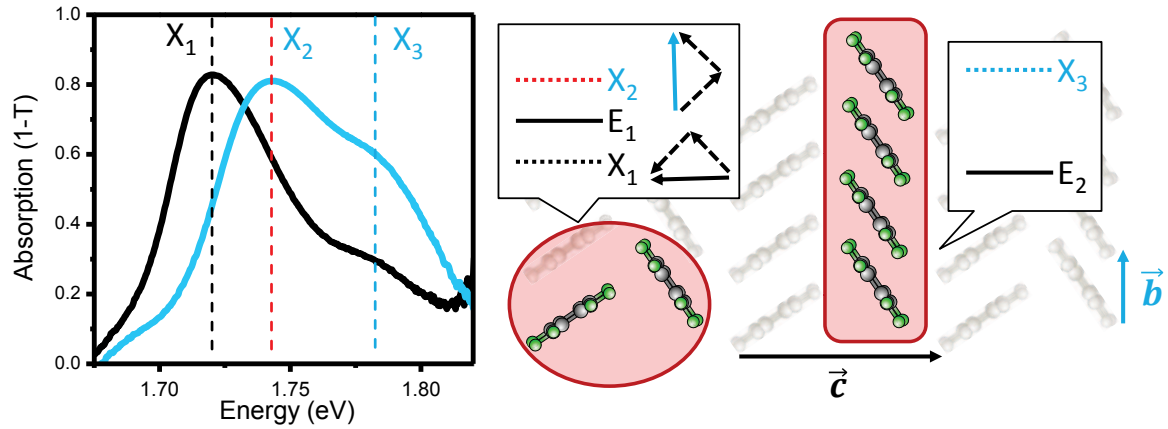 X₁
X₂
X₃
1.0
0.8
0.6
0.4
0.2
0.0
Absorption (1-T)
1.70
1.75
1.80
Energy (eV)
X₂
E₁
X₁
X₃
E₂
b
c